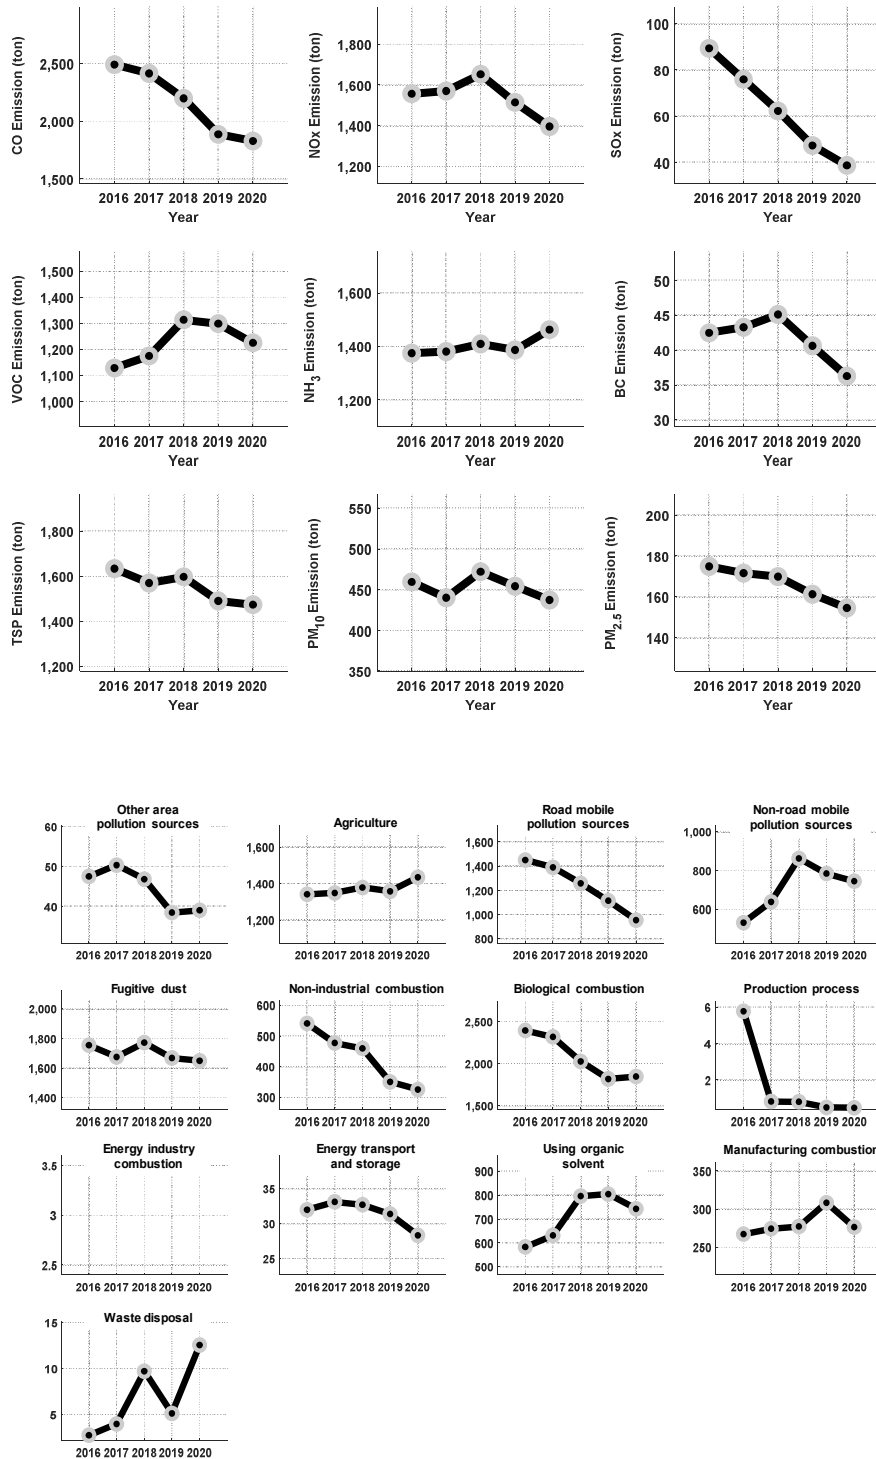 CO Emission (ton)
2,500
2,000
1,500
2016 2017 2018 2019 2020
Year
NOx Emission (ton)
1,800
1,600
1,400
1,200
2016 2017 2018 2019 2020
Year
SOx Emission (ton)
100
80
60
40
2016 2017 2018 2019 2020
Year
VOC Emission (ton)
1,500
1,400
1,300
1,200
1,100
1,000
2016 2017 2018 2019 2020
Year
NH3 Emission (ton)
1,600
1,400
1,200
2016 2017 2018 2019 2020
Year
BC Emission (ton)
50
45
40
35
30
2016 2017 2018 2019 2020
Year
TSP Emission (ton)
1,800
1,600
1,400
1,200
2016 2017 2018 2019 2020
Year
PM10 Emission (ton)
550
500
450
400
350
2016 2017 2018 2019 2020
Year
PM2.5 Emission (ton)
200
180
160
140
2016 2017 2018 2019 2020
Year
Other area
pollution sources
60
50
40
2016 2017 2018 2019 2020
Agriculture
1,600
1,400
1,200
2016 2017 2018 2019 2020
Road mobile
pollution sources
1,600
1,400
1,200
1,000
800
2016 2017 2018 2019 2020
Non-road mobile
pollution sources
1,000
800
600
2016 2017 2018 2019 2020
Fugitive dust
2,000
1,800
1,600
1,400
2016 2017 2018 2019 2020
Non-industrial combustion
600
500
400
300
2016 2017 2018 2019 2020
Biological combustion
2,500
2,000
1,500
2016 2017 2018 2019 2020
Production process
6
4
2
2016 2017 2018 2019 2020
Energy industry
combustion
3.5
3
2.5
2016 2017 2018 2019 2020
Energy transport
and storage
35
30
25
2016 2017 2018 2019 2020
Using organic
solvent
900
800
700
600
500
2016 2017 2018 2019 2020
Manufacturing combustion
350
300
250
2016 2017 2018 2019 2020
Waste disposal
15
10
5
2016 2017 2018 2019 2020